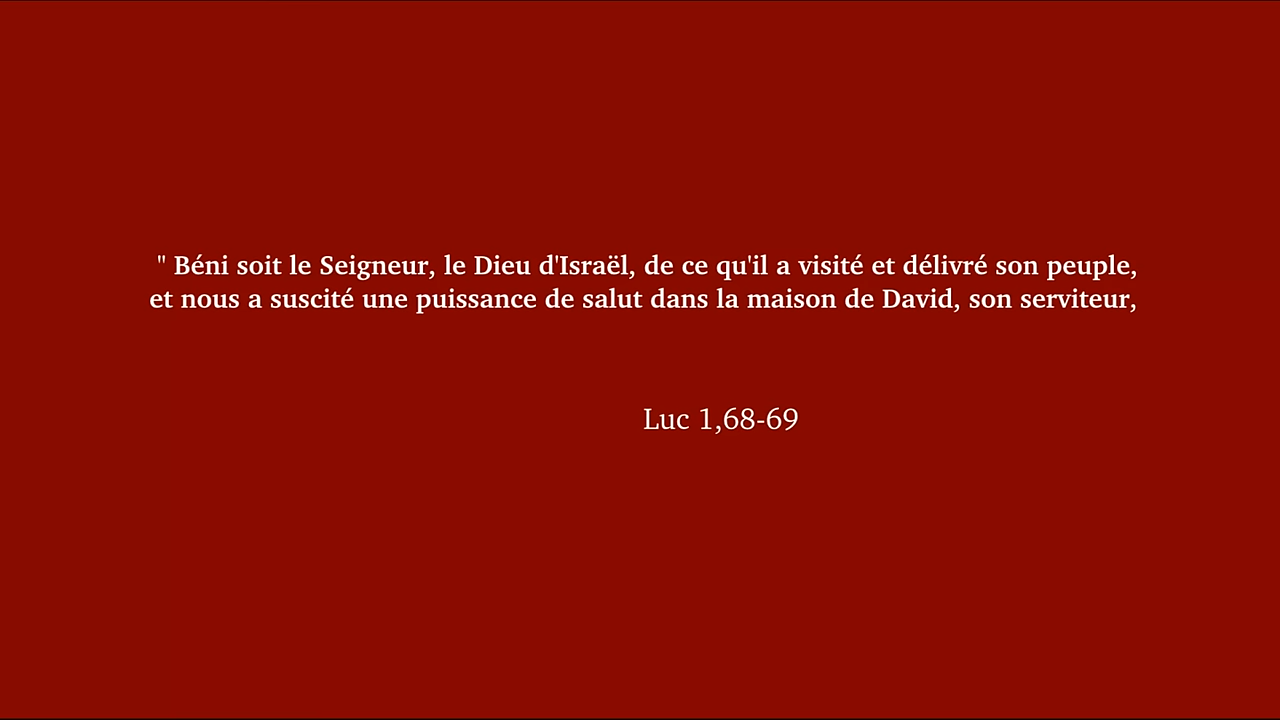 " Béni soit le Seigneur, le Dieu d'Israël, de ce qu'il a visité et délivré son peuple,
et nous a suscité une puissance de salut dans la maison de David, son serviteur,
Luc 1,68-69